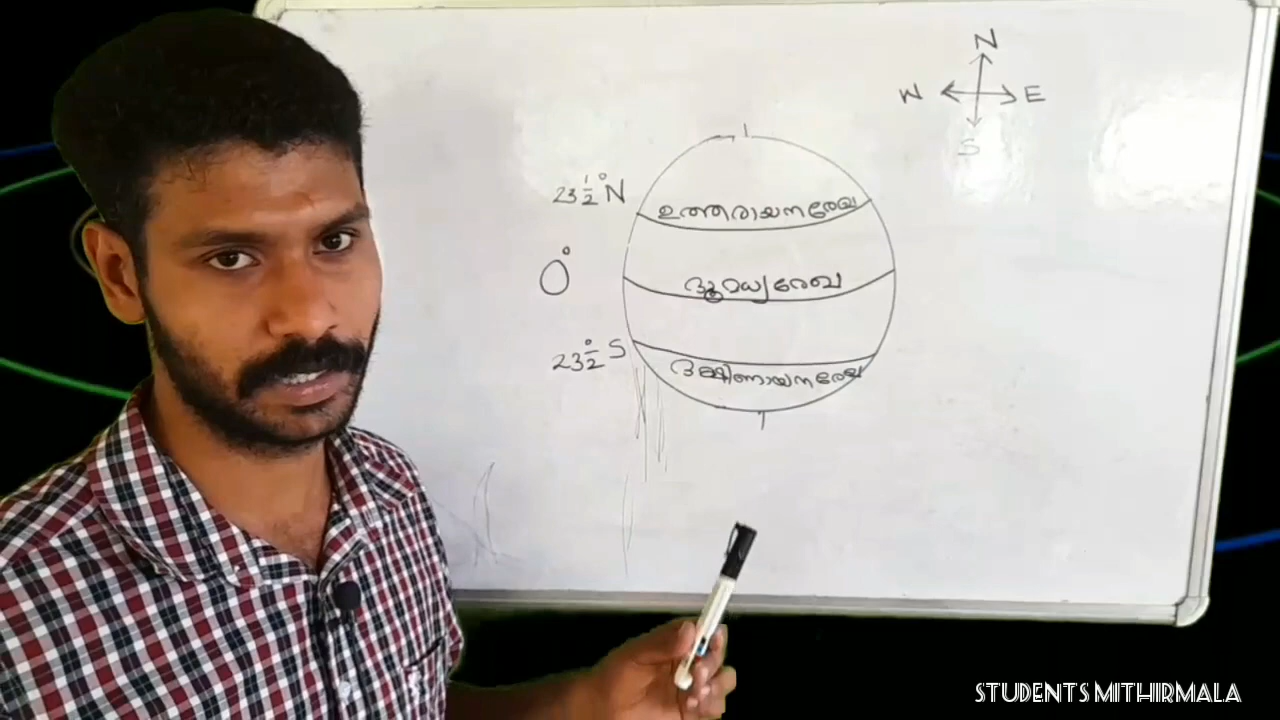 N
W E
S
23½°N ഉത്തരായനരേഖ
0° ഭൂമധ്യരേഖ
23½°S ദക്ഷിണായനരേഖ
STUDENTS MITHIRMALA